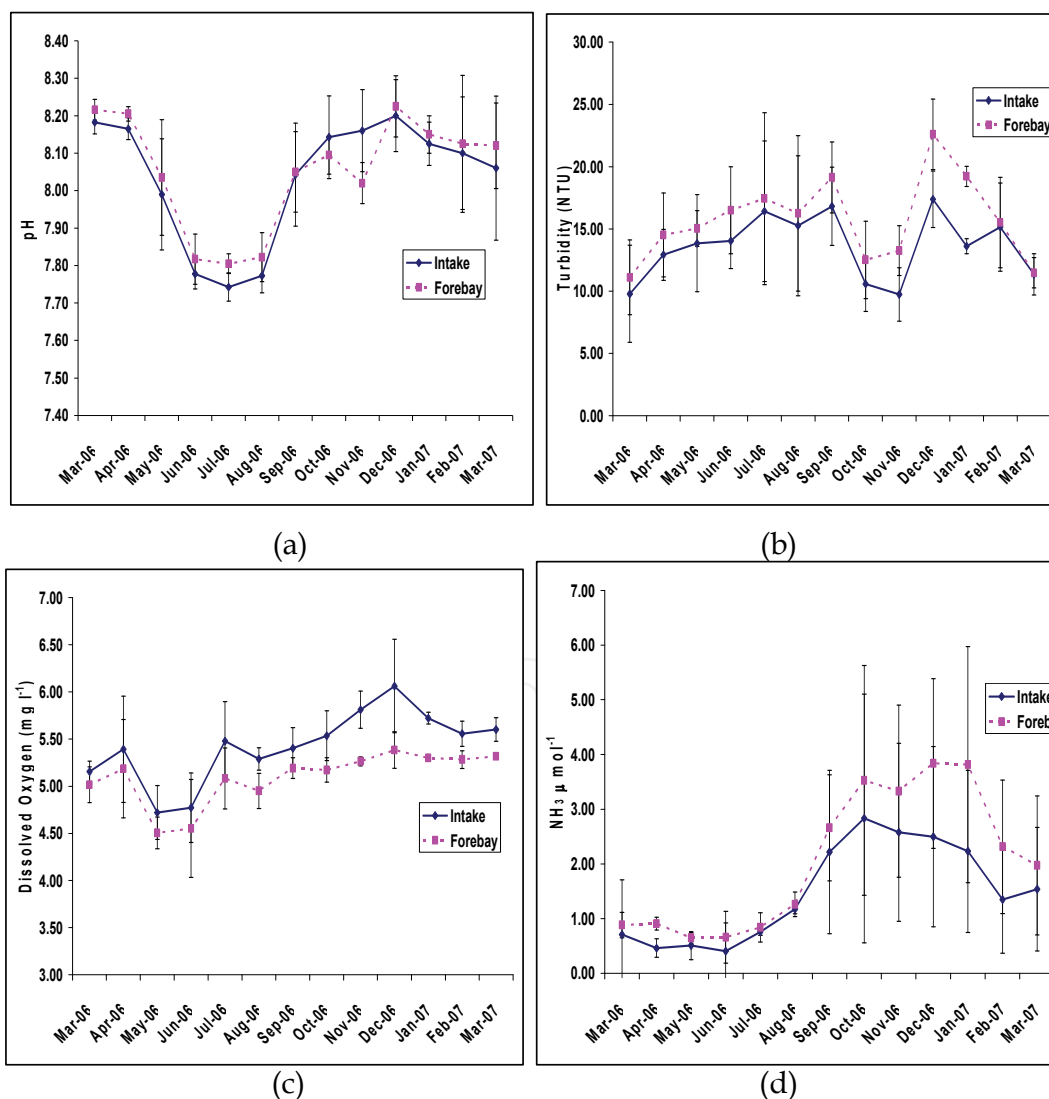 8.40
8.30
8.20
8.10
8.00
7.90
7.80
7.70
7.60
7.50
7.40
pH
Intake
Forebay
Mar-06
Apr-06
May-06
Jun-06
Jul-06
Aug-06
Sep-06
Oct-06
Nov-06
Dec-06
Jan-07
Feb-07
Mar-07
(a)
30.00
25.00
20.00
15.00
10.00
5.00
0.00
Turbidity (NTU)
Intake
Forebay
Mar-06
Apr-06
May-06
Jun-06
Jul-06
Aug-06
Sep-06
Oct-06
Nov-06
Dec-06
Jan-07
Feb-07
Mar-07
(b)
7.00
6.50
6.00
5.50
5.00
4.50
4.00
3.50
3.00
Dissolved Oxygen (mg l⁻¹)
Intake
Forebay
Mar-06
Apr-06
May-06
Jun-06
Jul-06
Aug-06
Sep-06
Oct-06
Nov-06
Dec-06
Jan-07
Feb-07
Mar-07
(c)
7.00
6.00
5.00
4.00
3.00
2.00
1.00
0.00
NH₃ µ mol⁻¹
Intake
Foreb
Mar-06
Apr-06
May-06
Jun-06
Jul-06
Aug-06
Sep-06
Oct-06
Nov-06
Dec-06
Jan-07
Feb-07
Mar-07
(d)